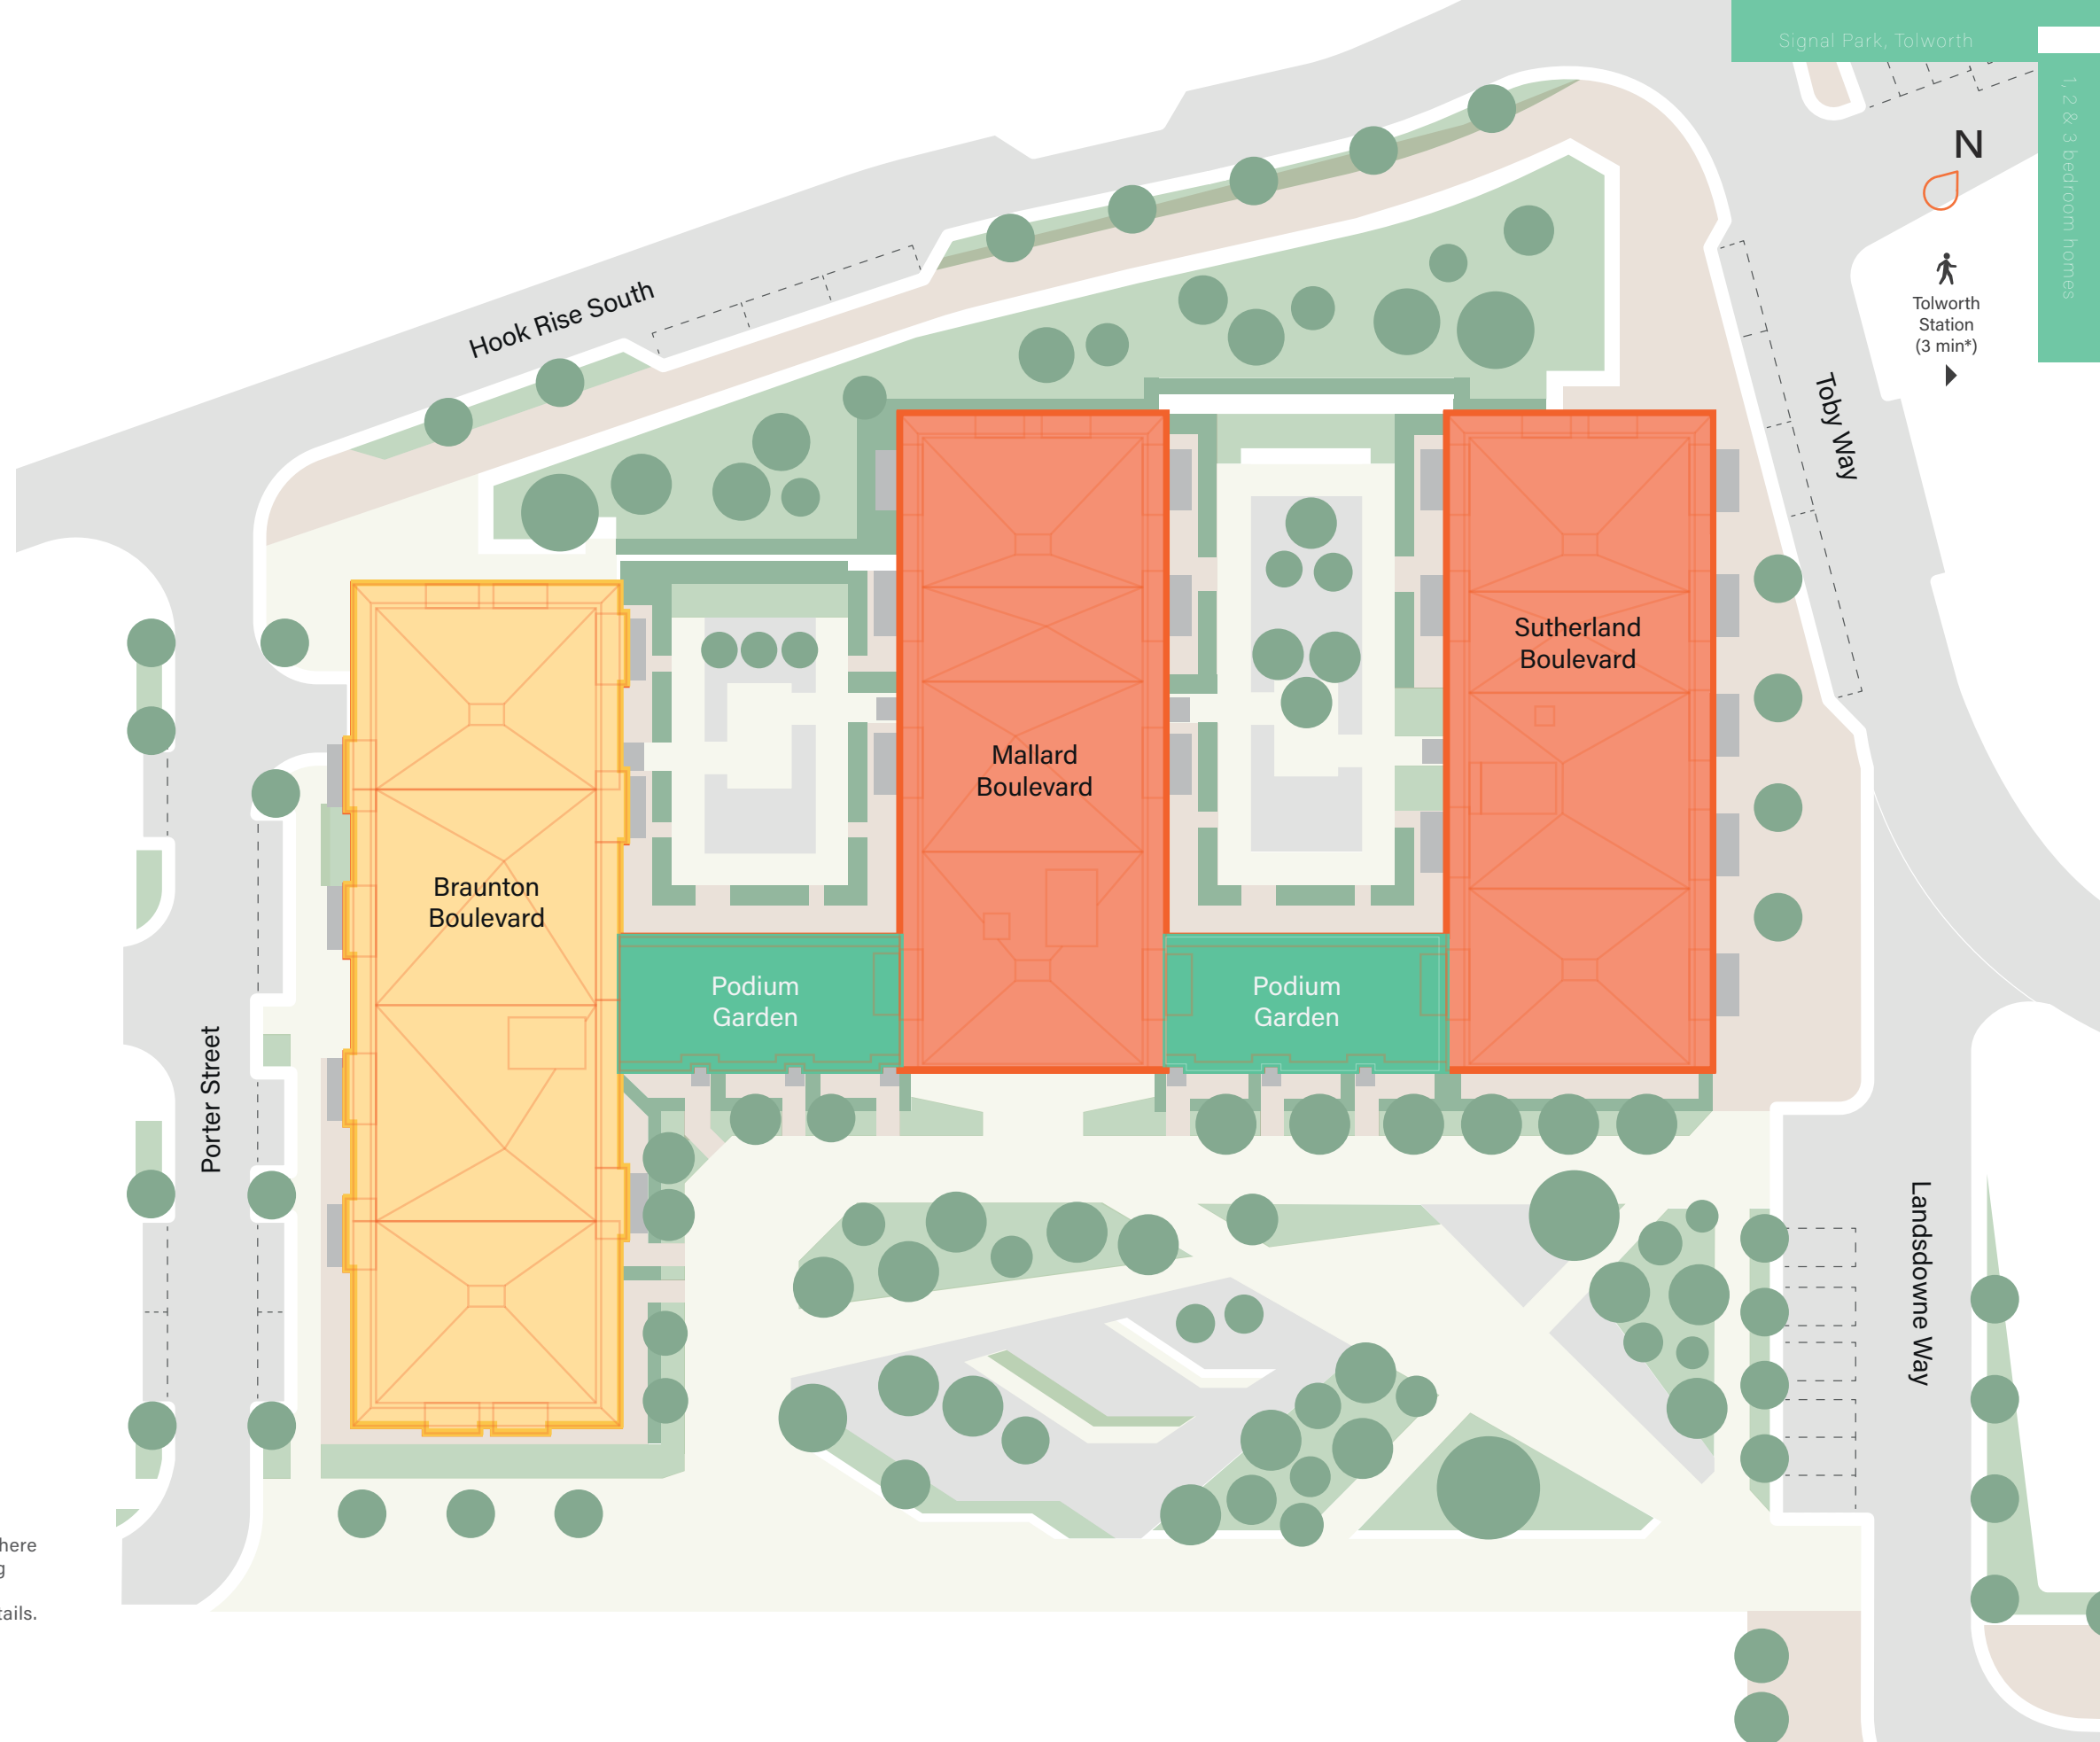 Signal Park, Tolworth
1, 2 & 3 bedroom homes
N
Tolworth
Station
(3 min*)
Hook Rise South
Toby Way
Sutherland
Boulevard
Mallard
Boulevard
Braunton
Boulevard
Podium
Garden
Podium
Garden
Porter Street
Landsdowne Way
here
g
tails.